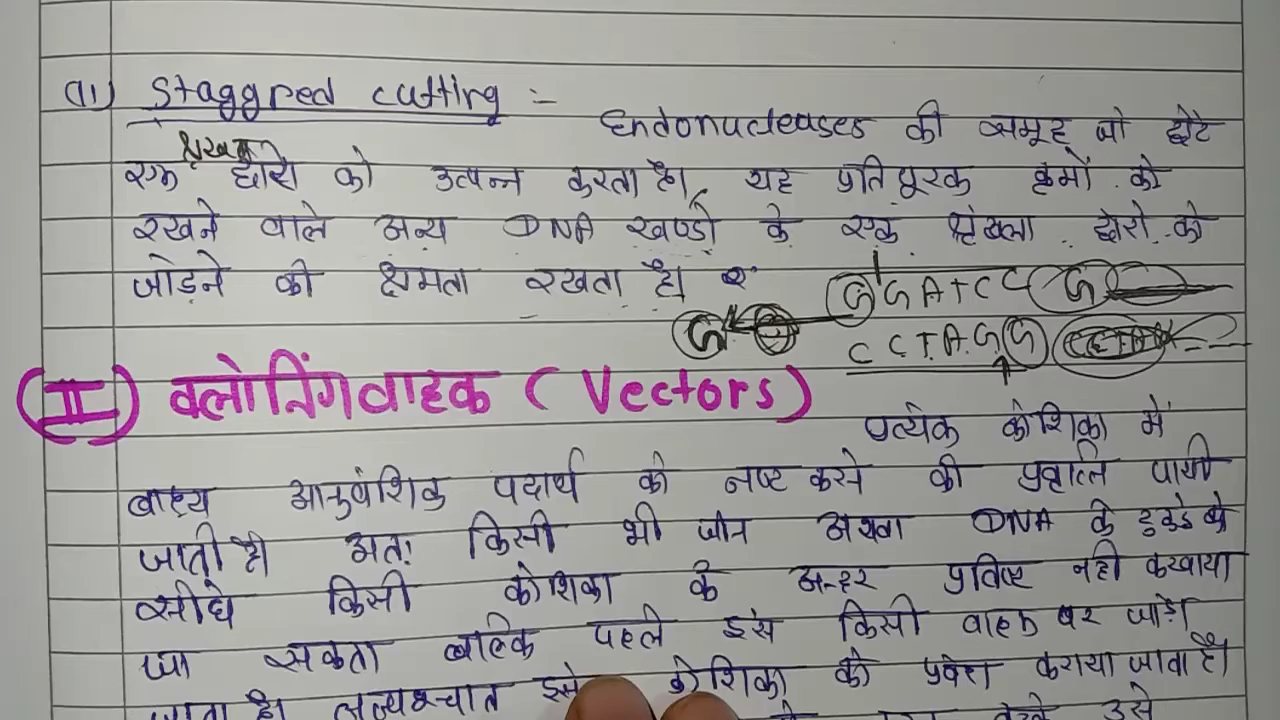 (ii) Staggred cutting :-
Endonucleases की समूह जो छोटे
श्रृंखला
एक छोरो को उत्पन्न करता है। यह प्रतिपूरक क्रमों को
रखने वाले अन्य DNA खण्डों के एक श्रृंखला छोरो को
जोड़ने की क्षमता रखता है।
G G A T C C G
G C C T A G G
(II) क्लोनिंगवाहक (Vectors)
प्रत्येक कोशिका में
बाह्य आनुवंशिक पदार्थ को नष्ट करने की प्रवृत्ति पायी
जाती है। अतः किसी भी जीन अथवा DNA के टुकडे को
सीधे किसी कोशिका के अन्दर प्रविष्ट नही करवाया
जा सकता बल्कि पहले इसे किसी वाहक पर जोड़ा
जाता है। तत्पश्चात इसे कोशिका को प्रवेश कराया जाता है।
उसे